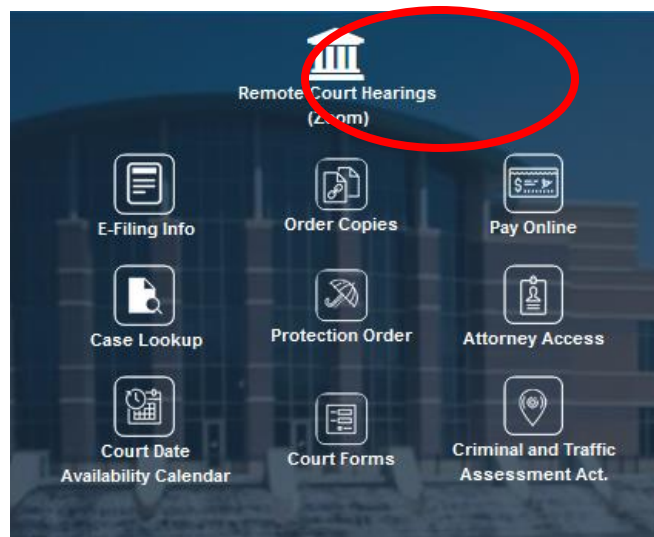 Remote Court Hearings
(Zoom)
E-Filing Info
Order Copies
Pay Online
Case Lookup
Protection Order
Attorney Access
Court Date
Availability Calendar
Court Forms
Criminal and Traffic
Assessment Act.